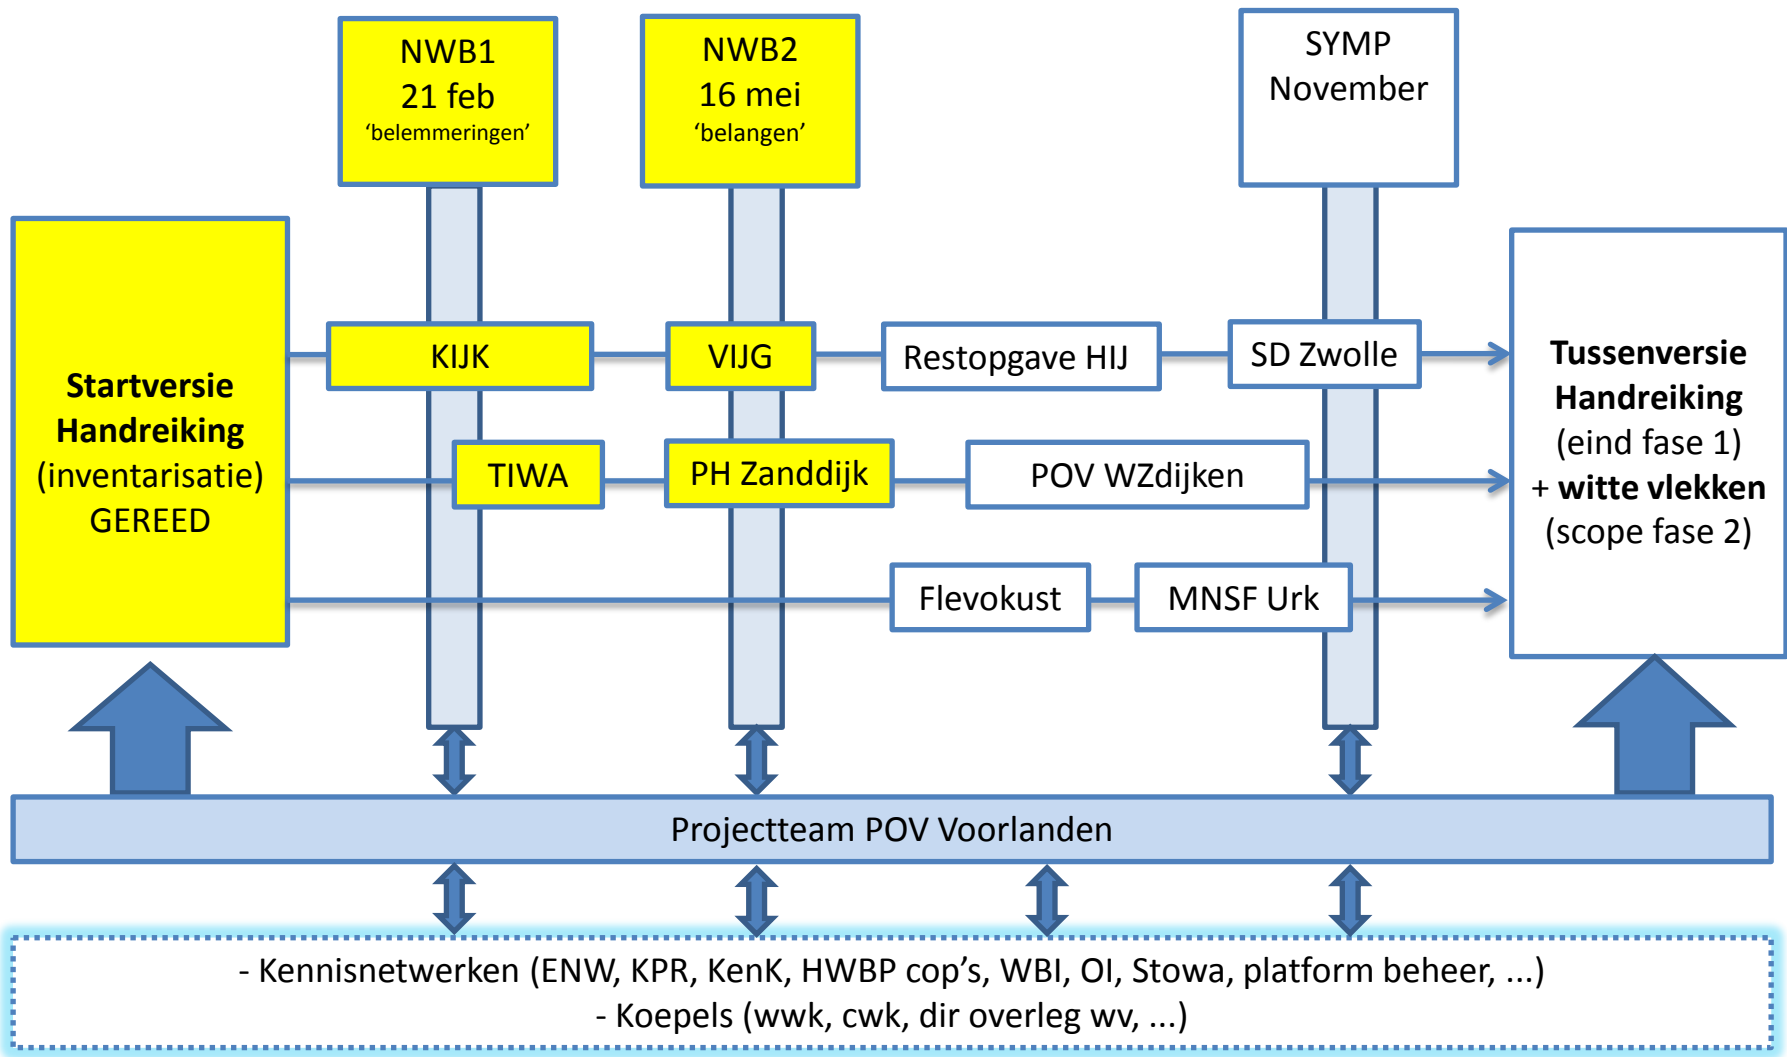 NWB1
21 feb
‘belemmeringen’
NWB2
16 mei
‘belangen’
SYMP
November
Startversie
Handreiking
(inventarisatie)
GEREED
KIJK
VIJG
Restopgave HIJ
SD Zwolle
TIWA
PH Zanddijk
POV WZdijken
Flevokust
MNSF Urk
Tussenversie
Handreiking
(eind fase 1)
+ witte vlekken
(scope fase 2)
Projectteam POV Voorlanden
- Kennisnetwerken (ENW, KPR, KenK, HWBP cop’s, WBI, OI, Stowa, platform beheer, ...)
- Koepels (wwk, cwk, dir overleg wv, ...)